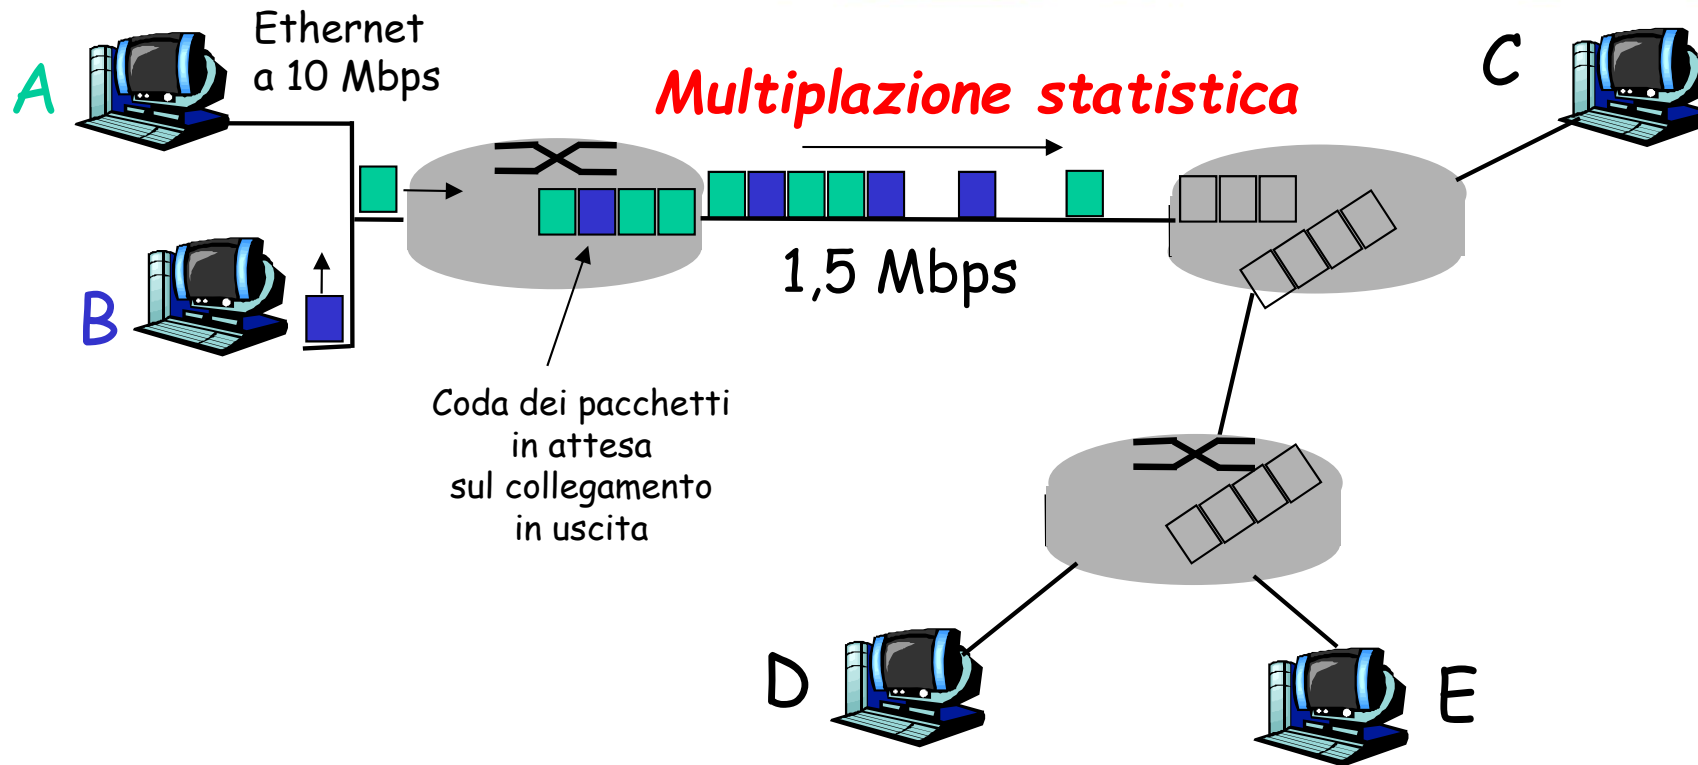 Ethernet
a 10 Mbps
A
Multiplazione statistica
C
B
1,5 Mbps
Coda dei pacchetti
in attesa
sul collegamento
in uscita
D
E